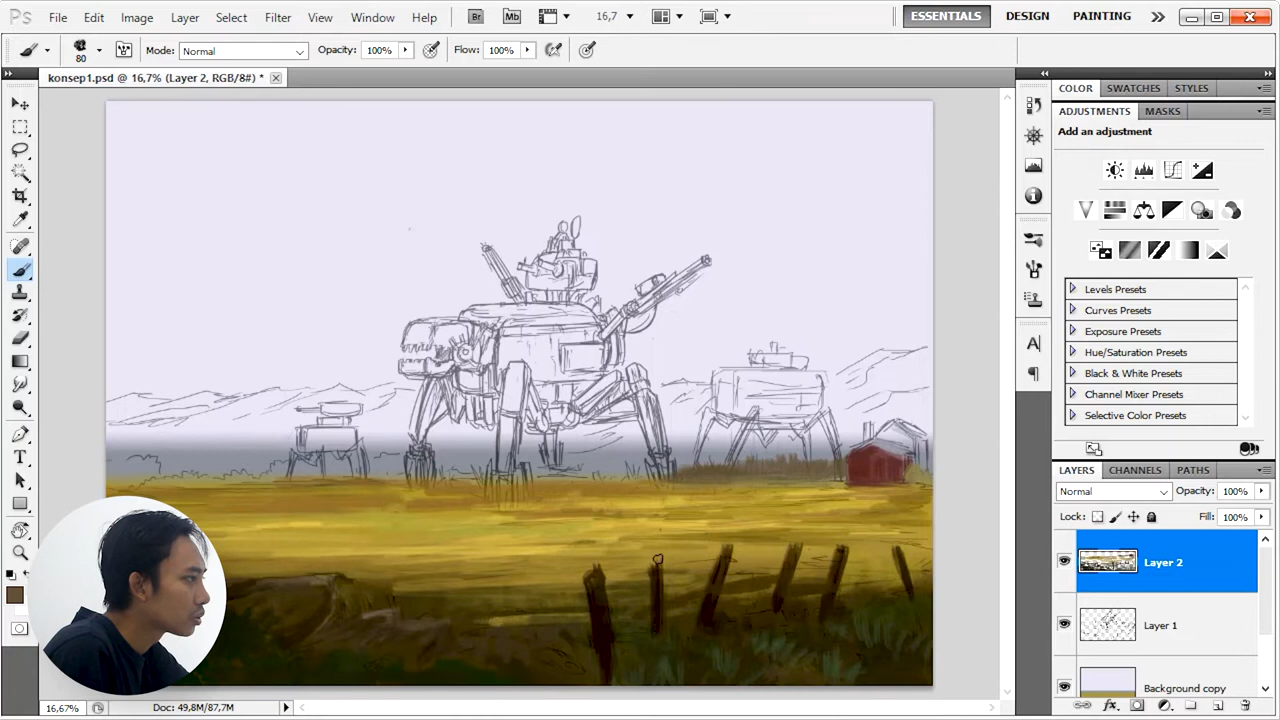 Ps File Edit Image Layer Select Filter View Window Help Br Mb 16,7 ESSENTIALS DESIGN PAINTING
80 Mode: Normal Opacity: 100% Flow: 100%
konsep1.psd @ 16,7% (Layer 2, RGB/8#) *
COLOR SWATCHES STYLES
ADJUSTMENTS MASKS
Add an adjustment
Levels Presets
Curves Presets
Exposure Presets
Hue/Saturation Presets
Black & White Presets
Channel Mixer Presets
Selective Color Presets
LAYERS CHANNELS PATHS
Normal Opacity: 100%
Lock: Fill: 100%
Layer 2
Layer 1
Background copy
16,67% Doc: 49,8M/87,7M